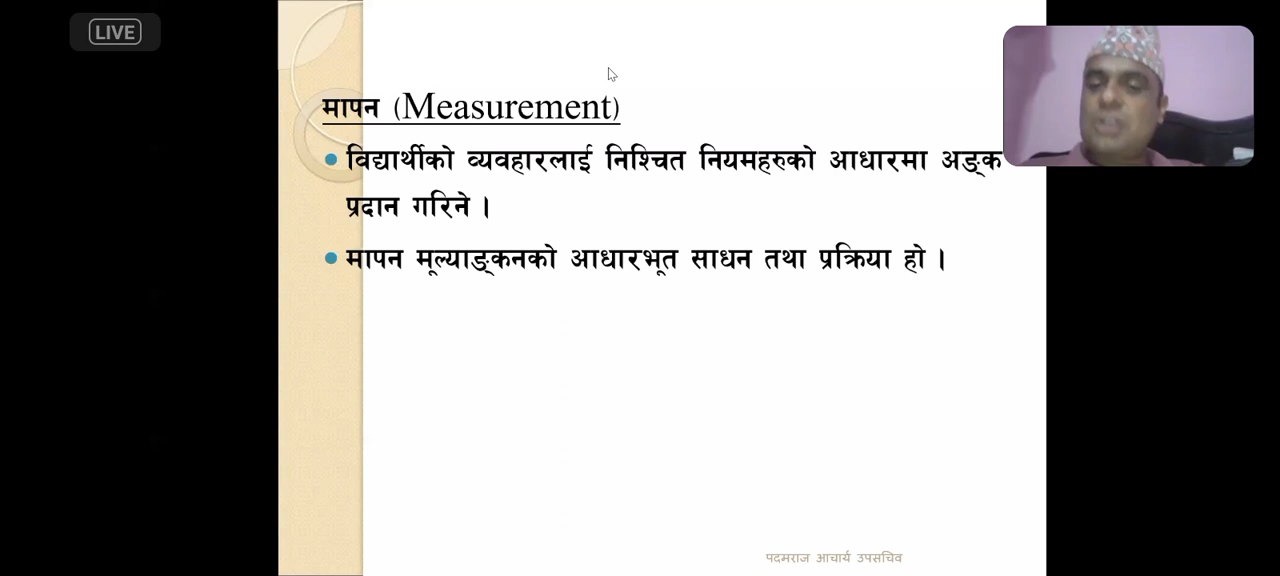 LIVE
मापन (Measurement)
विद्यार्थीको व्यवहारलाई निश्चित नियमहरुको आधारमा अङ्क
प्रदान गरिने ।
मापन मूल्याङ्कनको आधारभूत साधन तथा प्रक्रिया हो ।
पदमराज आचार्य उपसचिव